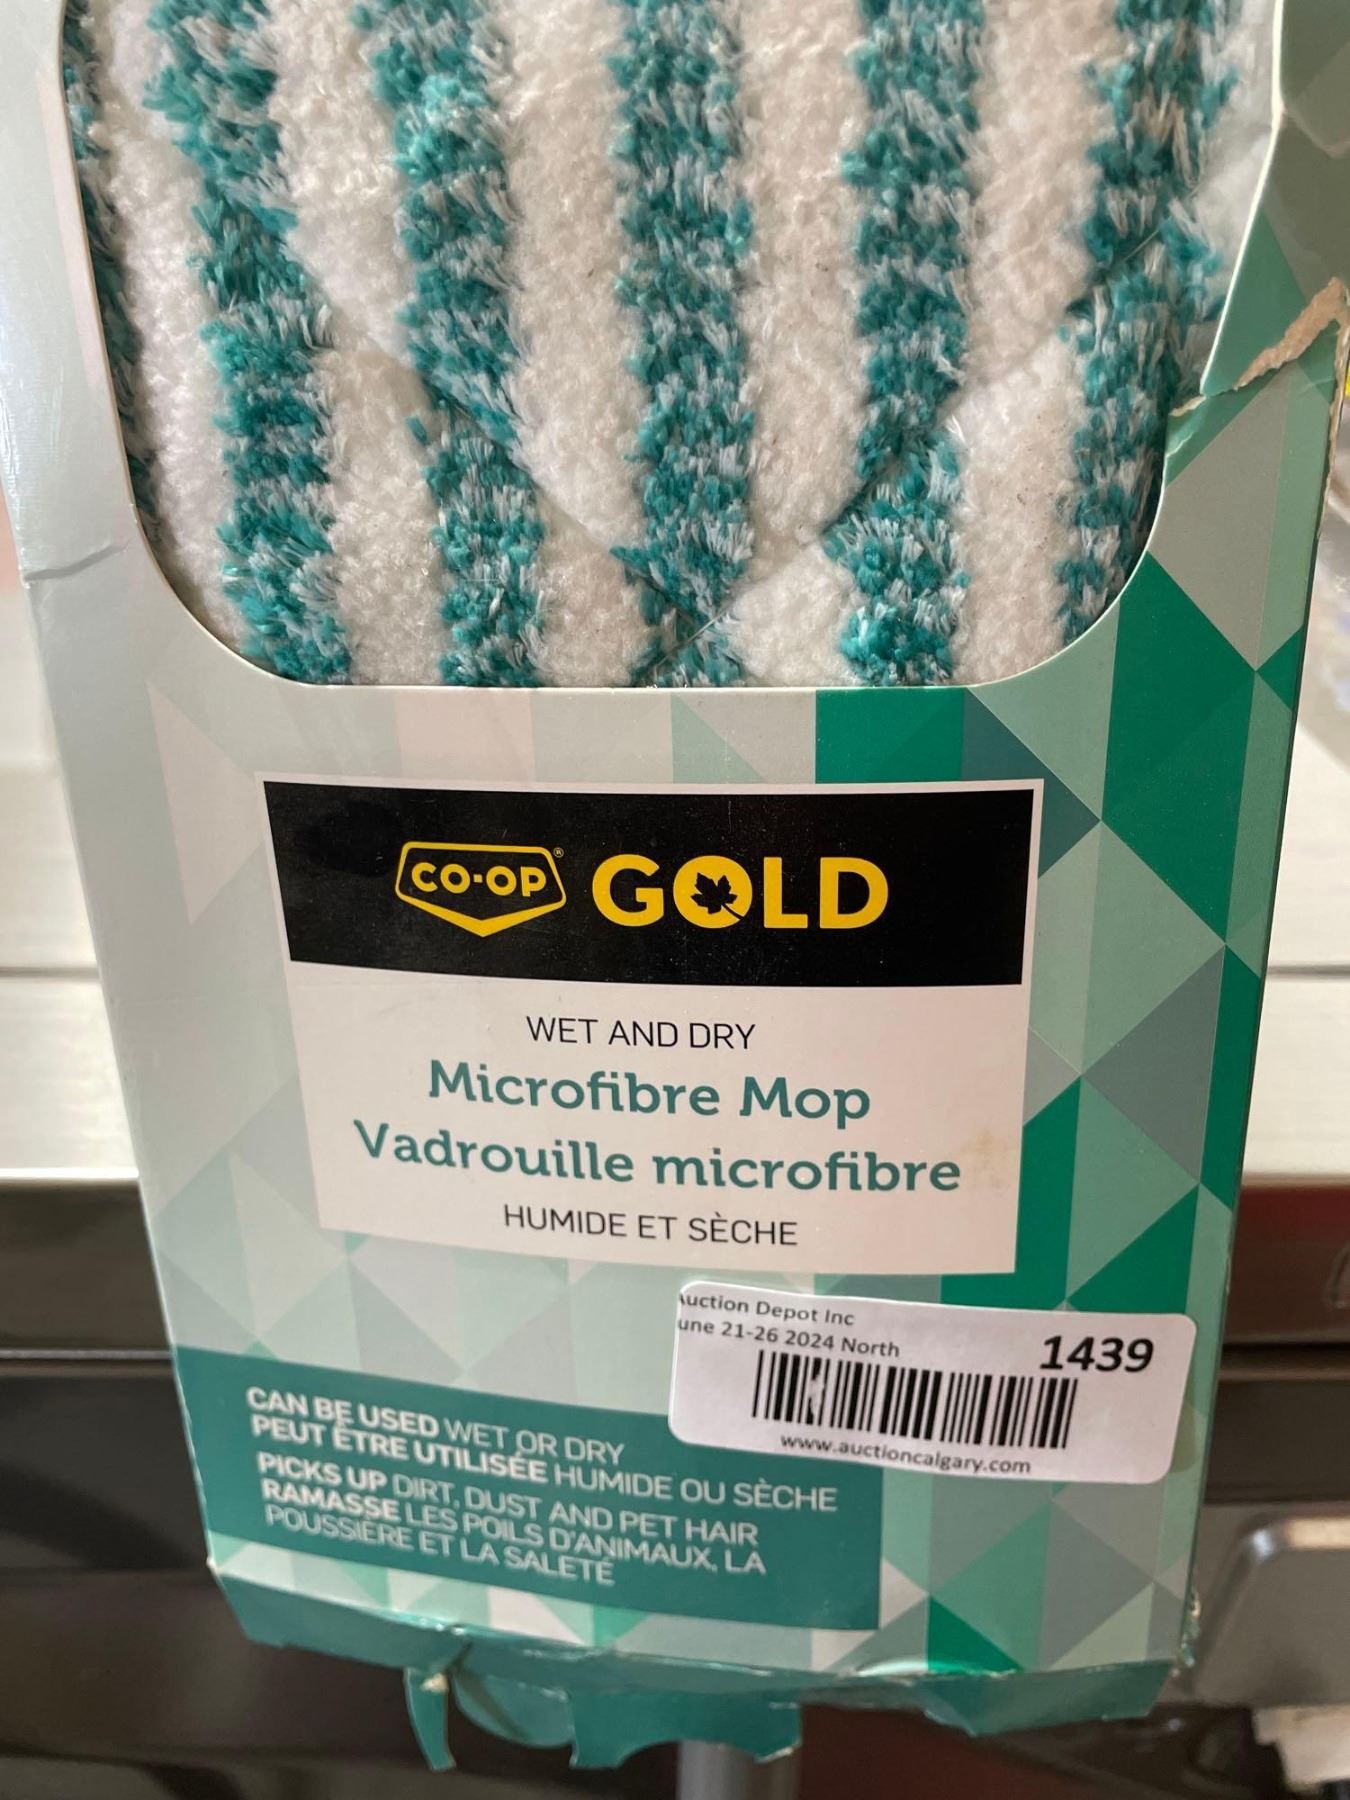 CO-OP® GOLD
WET AND DRY
Microfibre Mop
Vadrouille microfibre
HUMIDE ET SÈCHE
uction Depot Inc
une 21-26 2024 North
1439
www.auctioncalgary.com
CAN BE USED WET OR DRY
PEUT ÊTRE UTILISÉE HUMIDE OU SÈCHE
PICKS UP DIRT, DUST AND PET HAIR
RAMASSE LES POILS D'ANIMAUX, LA
POUSSIÈRE ET LA SALETÉ